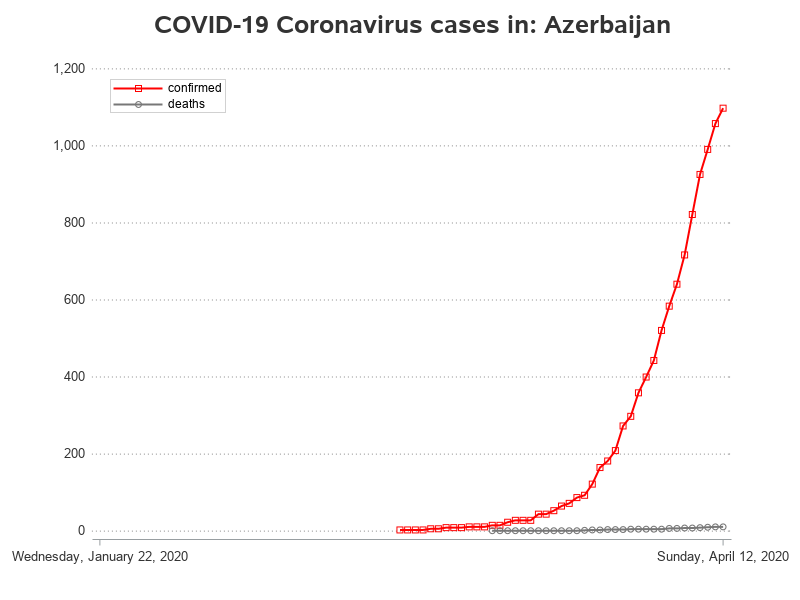 COVID-19 Coronavirus cases in: Azerbaijan
1,200
confirmed
deaths
1,000
800
600
400
200
0
Wednesday, January 22, 2020
Sunday, April 12, 2020